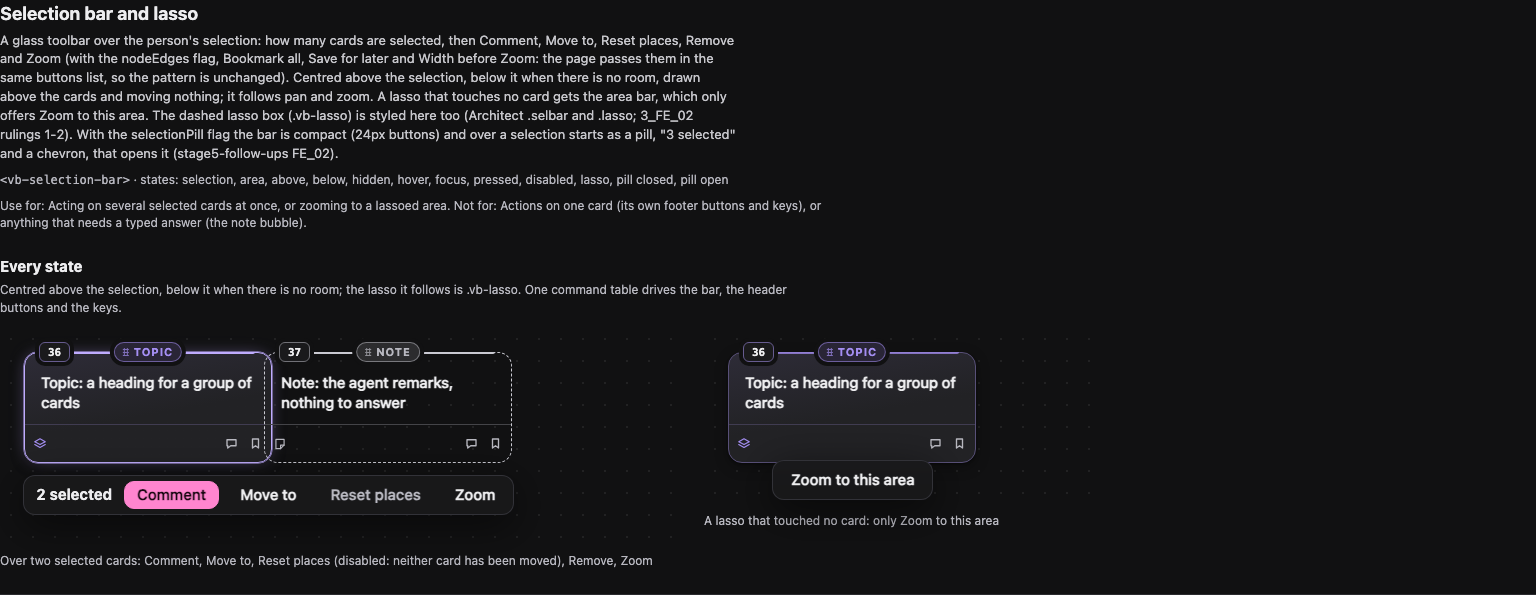 Selection bar and lasso
A glass toolbar over the person's selection: how many cards are selected, then Comment, Move to, Reset places, Remove
and Zoom (with the nodeEdges flag, Bookmark all, Save for later and Width before Zoom: the page passes them in the
same buttons list, so the pattern is unchanged). Centred above the selection, below it when there is no room, drawn
above the cards and moving nothing; it follows pan and zoom. A lasso that touches no card gets the area bar, which only
offers Zoom to this area. The dashed lasso box (.vb-lasso) is styled here too (Architect .selbar and .lasso; 3_FE_02
rulings 1-2). With the selectionPill flag the bar is compact (24px buttons) and over a selection starts as a pill, "3 selected"
and a chevron, that opens it (stage5-follow-ups FE_02).
<vb-selection-bar> · states: selection, area, above, below, hidden, hover, focus, pressed, disabled, lasso, pill closed, pill open
Use for: Acting on several selected cards at once, or zooming to a lassoed area. Not for: Actions on one card (its own footer buttons and keys), or
anything that needs a typed answer (the note bubble).
Every state
Centred above the selection, below it when there is no room; the lasso it follows is .vb-lasso. One command table drives the bar, the header
buttons and the keys.
36 TOPIC
Topic: a heading for a group of
cards
37 NOTE
Note: the agent remarks,
nothing to answer
2 selected Comment Move to Reset places Zoom
Over two selected cards: Comment, Move to, Reset places (disabled: neither card has been moved), Remove, Zoom
36 TOPIC
Topic: a heading for a group of
cards
Zoom to this area
A lasso that touched no card: only Zoom to this area